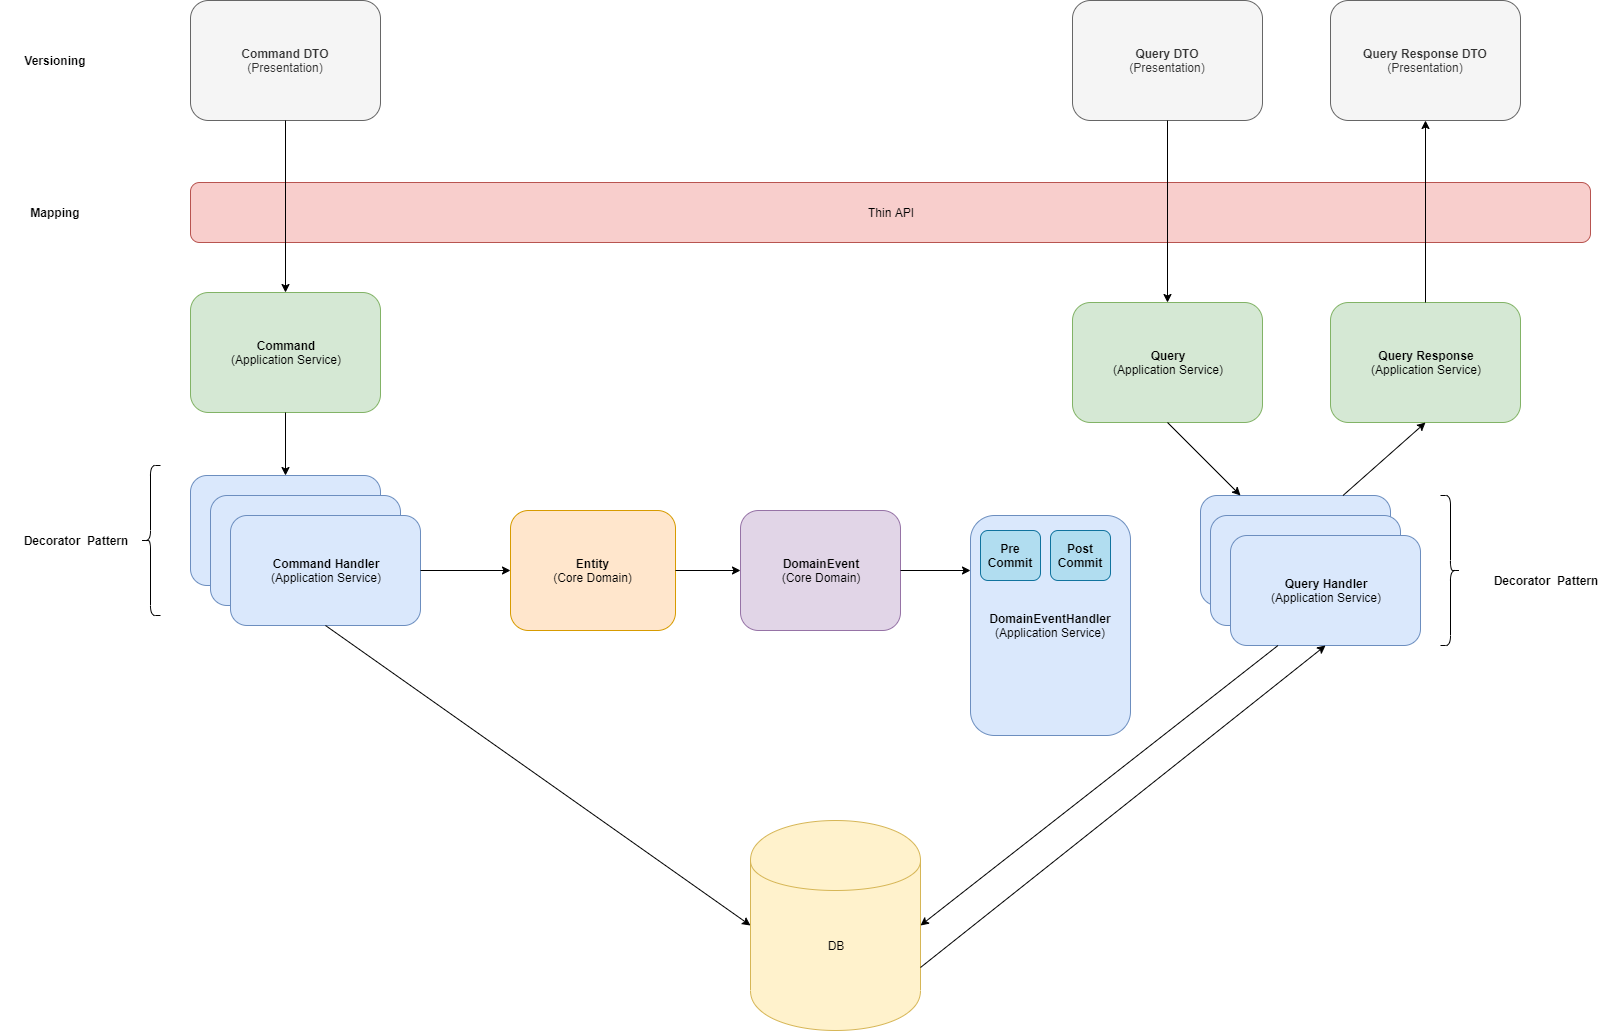 Versioning
Command DTO
(Presentation)
Query DTO
(Presentation)
Query Response DTO
(Presentation)
Mapping
Thin API
Command
(Application Service)
Query
(Application Service)
Query Response
(Application Service)
Decorator Pattern
Command Handler
(Application Service)
Entity
(Core Domain)
DomainEvent
(Core Domain)
Pre
Commit
Post
Commit
DomainEventHandler
(Application Service)
Query Handler
(Application Service)
Decorator Pattern
DB